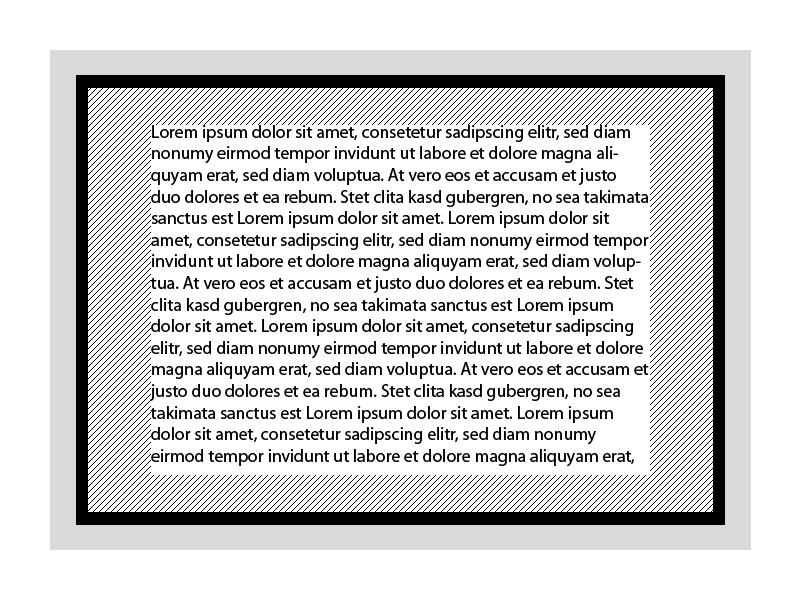 Lorem ipsum dolor sit amet, consetetur sadipscing elitr, sed diam
nonumy eirmod tempor invidunt ut labore et dolore magna ali-
quyam erat, sed diam voluptua. At vero eos et accusam et justo
duo dolores et ea rebum. Stet clita kasd gubergren, no sea takimata
sanctus est Lorem ipsum dolor sit amet. Lorem ipsum dolor sit
amet, consetetur sadipscing elitr, sed diam nonumy eirmod tempor
invidunt ut labore et dolore magna aliquyam erat, sed diam volup-
tua. At vero eos et accusam et justo duo dolores et ea rebum. Stet
clita kasd gubergren, no sea takimata sanctus est Lorem ipsum
dolor sit amet. Lorem ipsum dolor sit amet, consetetur sadipscing
elitr, sed diam nonumy eirmod tempor invidunt ut labore et dolore
magna aliquyam erat, sed diam voluptua. At vero eos et accusam et
justo duo dolores et ea rebum. Stet clita kasd gubergren, no sea
takimata sanctus est Lorem ipsum dolor sit amet. Lorem ipsum
dolor sit amet, consetetur sadipscing elitr, sed diam nonumy
eirmod tempor invidunt ut labore et dolore magna aliquyam erat,